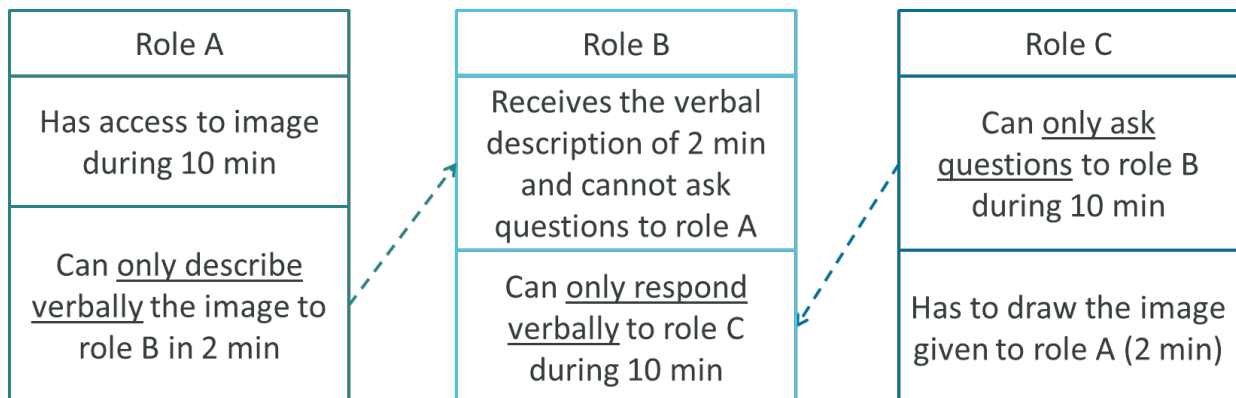 Role A
Has access to image
during 10 min
Can only describe
verbally the image to
role B in 2 min
Role B
Receives the verbal
description of 2 min
and cannot ask
questions to role A
Can only respond
verbally to role C
during 10 min
Role C
Can only ask
questions to role B
during 10 min
Has to draw the image
given to role A (2 min)